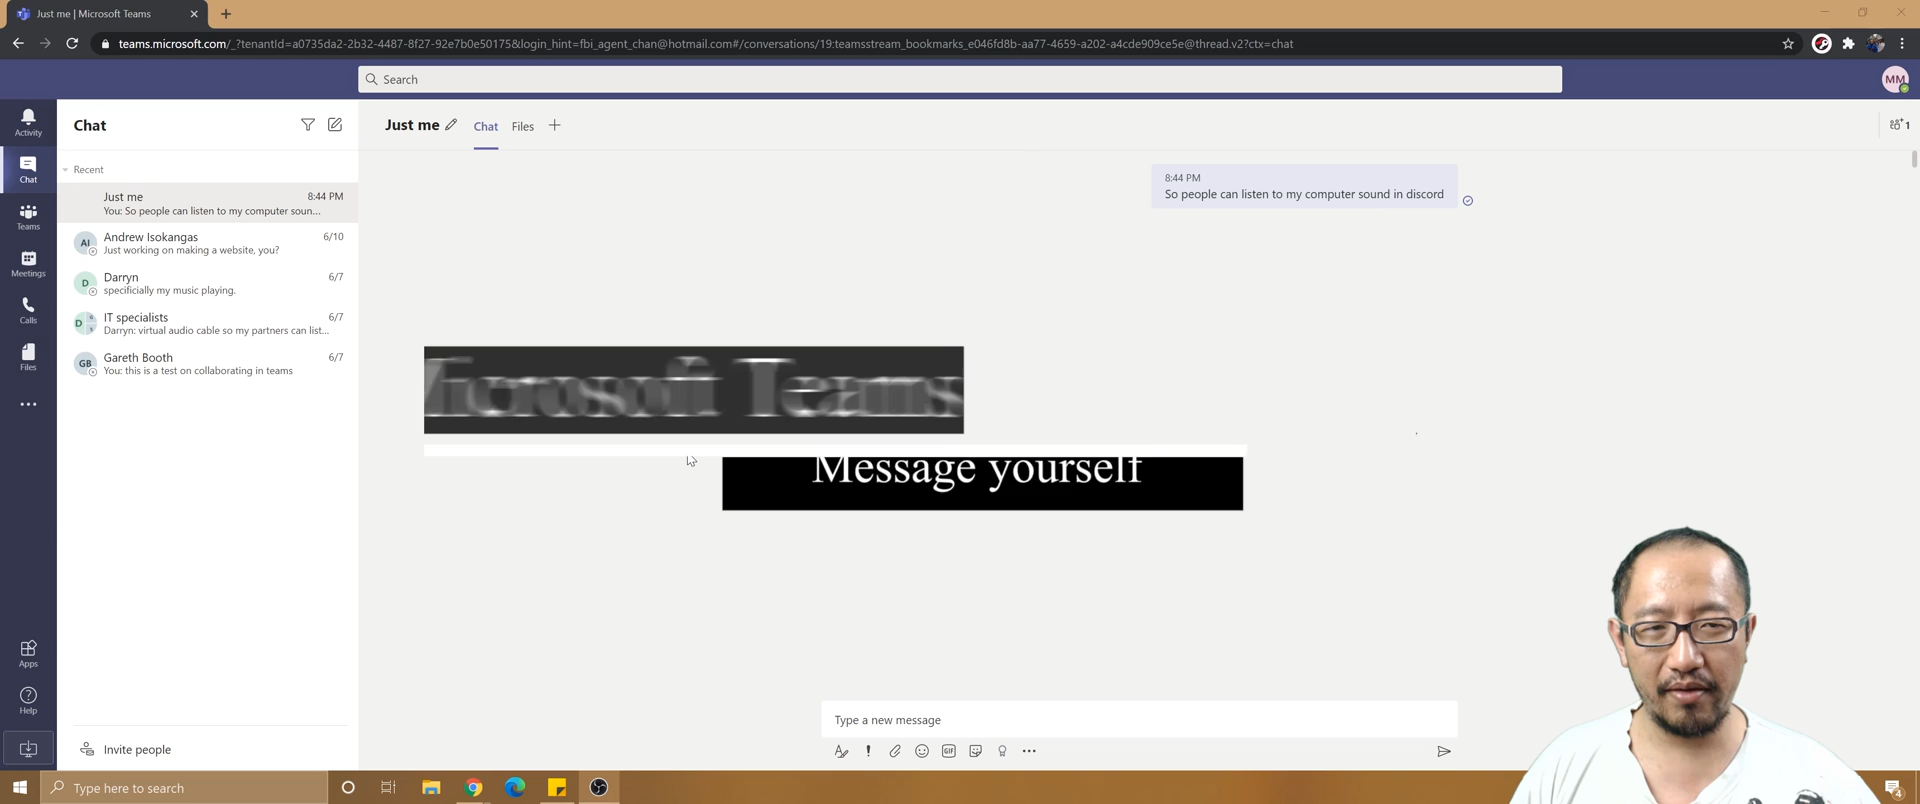 Just me | Microsoft Teams
teams.microsoft.com/_?tenantId=a0735da2-2b32-4487-8f27-92e7b0e50175&login_hint=fbi_agent_chan@hotmail.com#/conversations/19:teamsstream_bookmarks_e046fd8b-aa77-4659-a202-a4cde909ce5e@thread.v2?ctx=chat
Search
MM
Activity
Chat
Teams
Meetings
Calls
Files
Apps
Help
Chat
Recent
Just me 8:44 PM
You: So people can listen to my computer soun...
AI Andrew Isokangas 6/10
Just working on making a website, you?
D Darryn 6/7
specificially my music playing.
D IT specialists 6/7
Darryn: virtual audio cable so my partners can list...
GB Gareth Booth 6/7
You: this is a test on collaborating in teams
Invite people
Just me Chat Files
1
8:44 PM
So people can listen to my computer sound in discord
Microsoft Teams
Message yourself
Type a new message
GIF
Type here to search
4